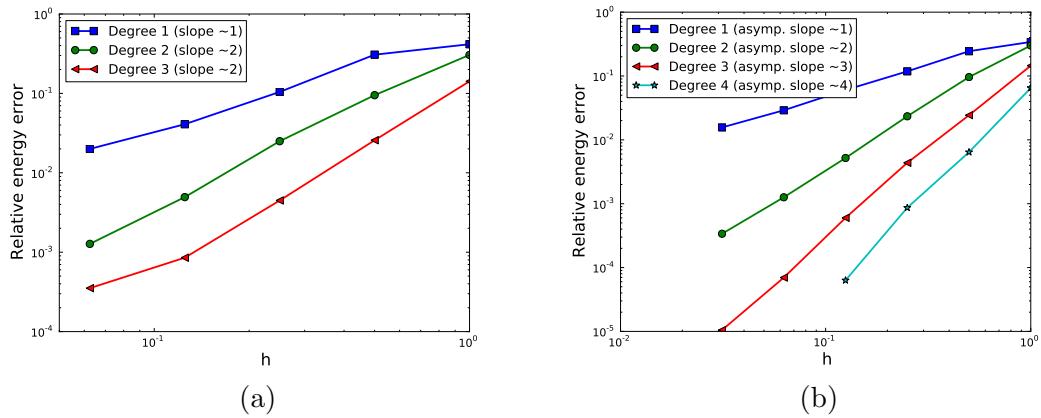 10^0
10^-1
10^-2
10^-3
10^-4
Relative energy error
Degree 1 (slope ~1)
Degree 2 (slope ~2)
Degree 3 (slope ~2)
10^-1
10^0
h
(a)
10^0
10^-1
10^-2
10^-3
10^-4
10^-5
Relative energy error
Degree 1 (asymp. slope ~1)
Degree 2 (asymp. slope ~2)
Degree 3 (asymp. slope ~3)
Degree 4 (asymp. slope ~4)
10^-2
10^-1
10^0
h
(b)